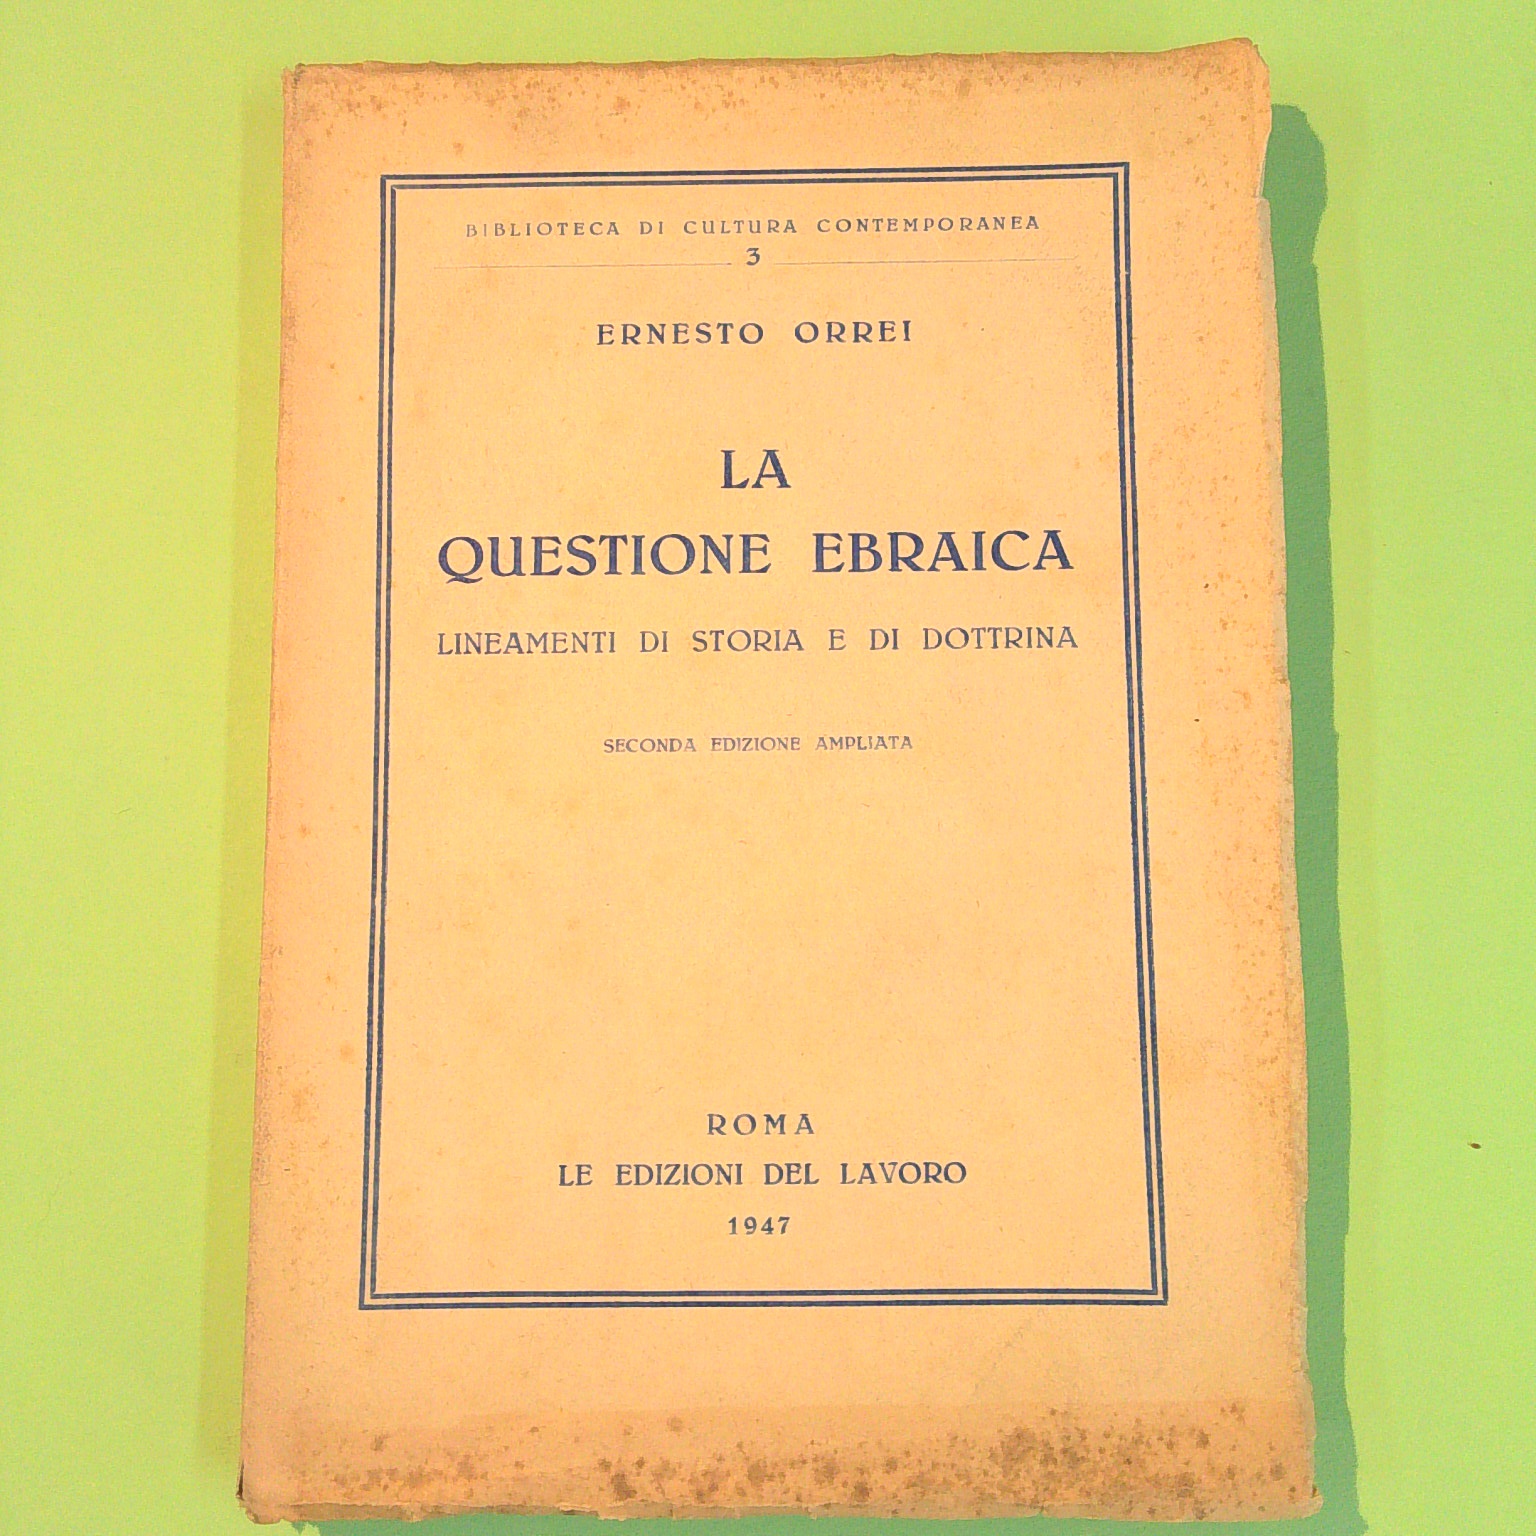 BIBLIOTECA DI CULTURA CONTEMPORANEA
3
ERNESTO ORREI
LA
QUESTIONE EBRAICA
LINEAMENTI DI STORIA E DI DOTTRINA
SECONDA EDIZIONE AMPLIATA
ROMA
LE EDIZIONI DEL LAVORO
1947